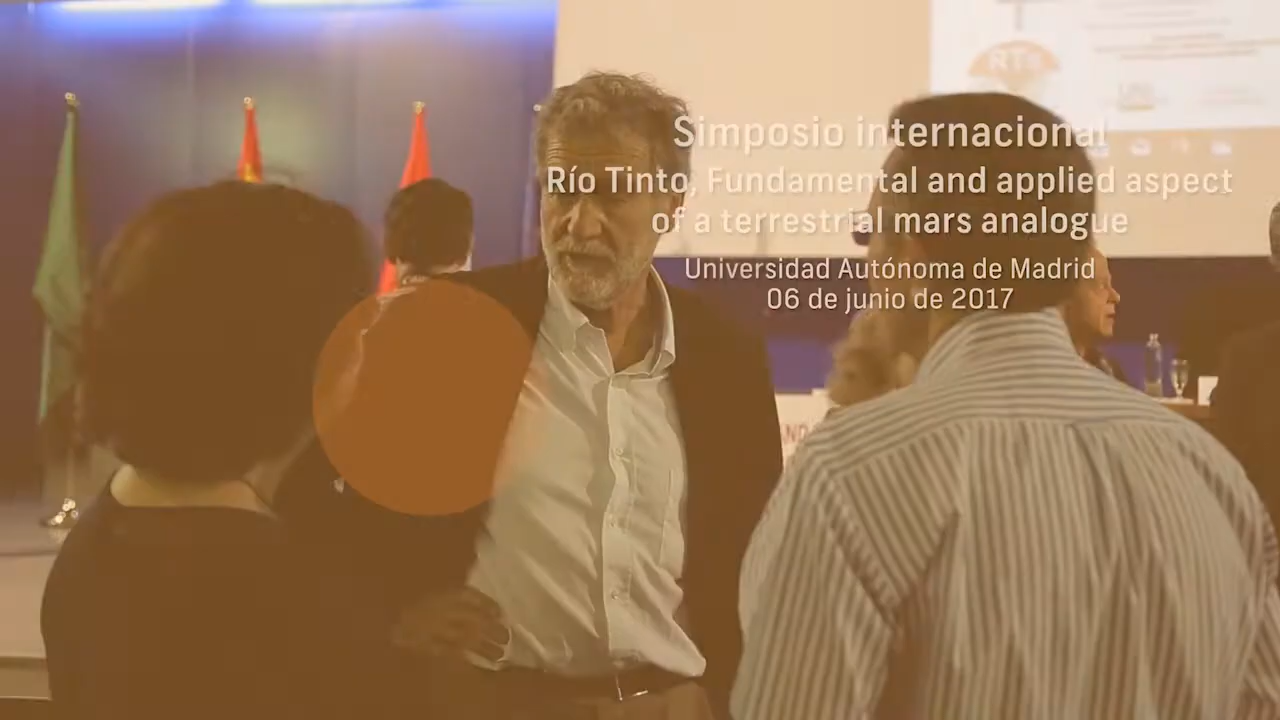 RTe
Simposio internacional
Río Tinto, Fundamental and applied aspect
of a terrestrial mars analogue
Universidad Autónoma de Madrid
06 de junio de 2017